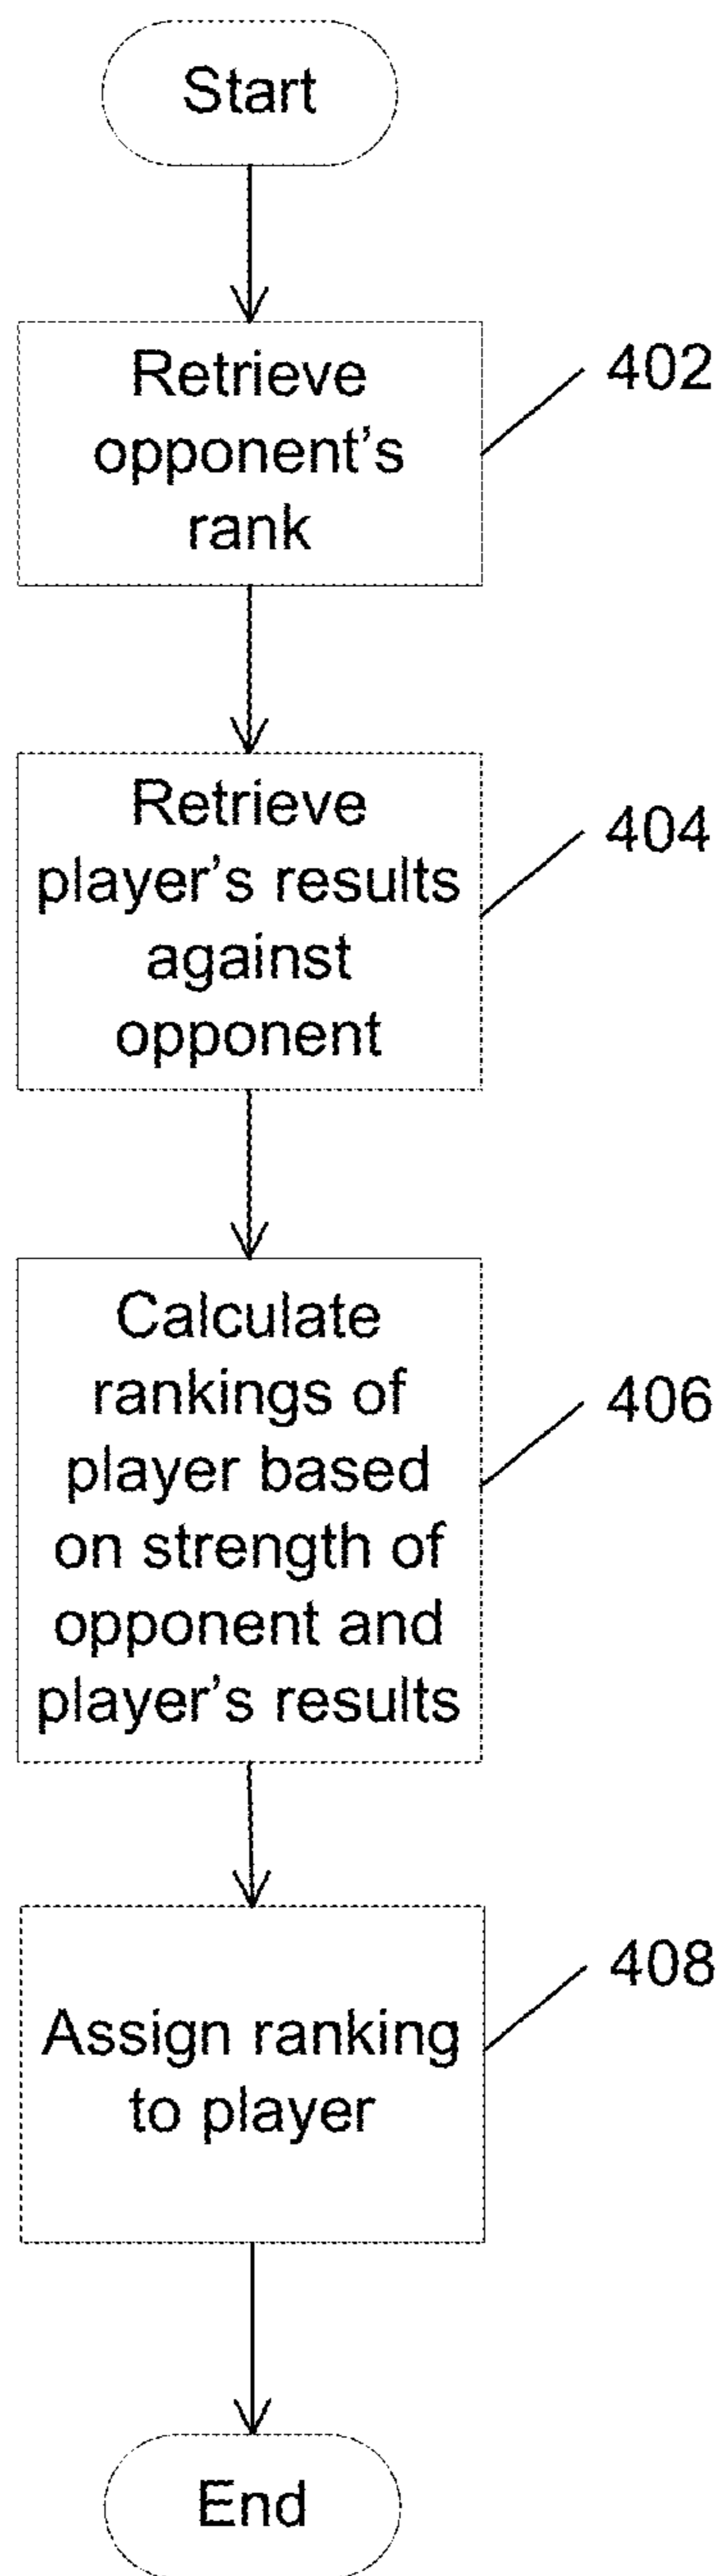 Start
Retrieve
opponent's
rank
402
Retrieve
player's results
against
opponent
404
Calculate
rankings of
player based
on strength of
opponent and
player's results
406
Assign ranking
to player
408
End